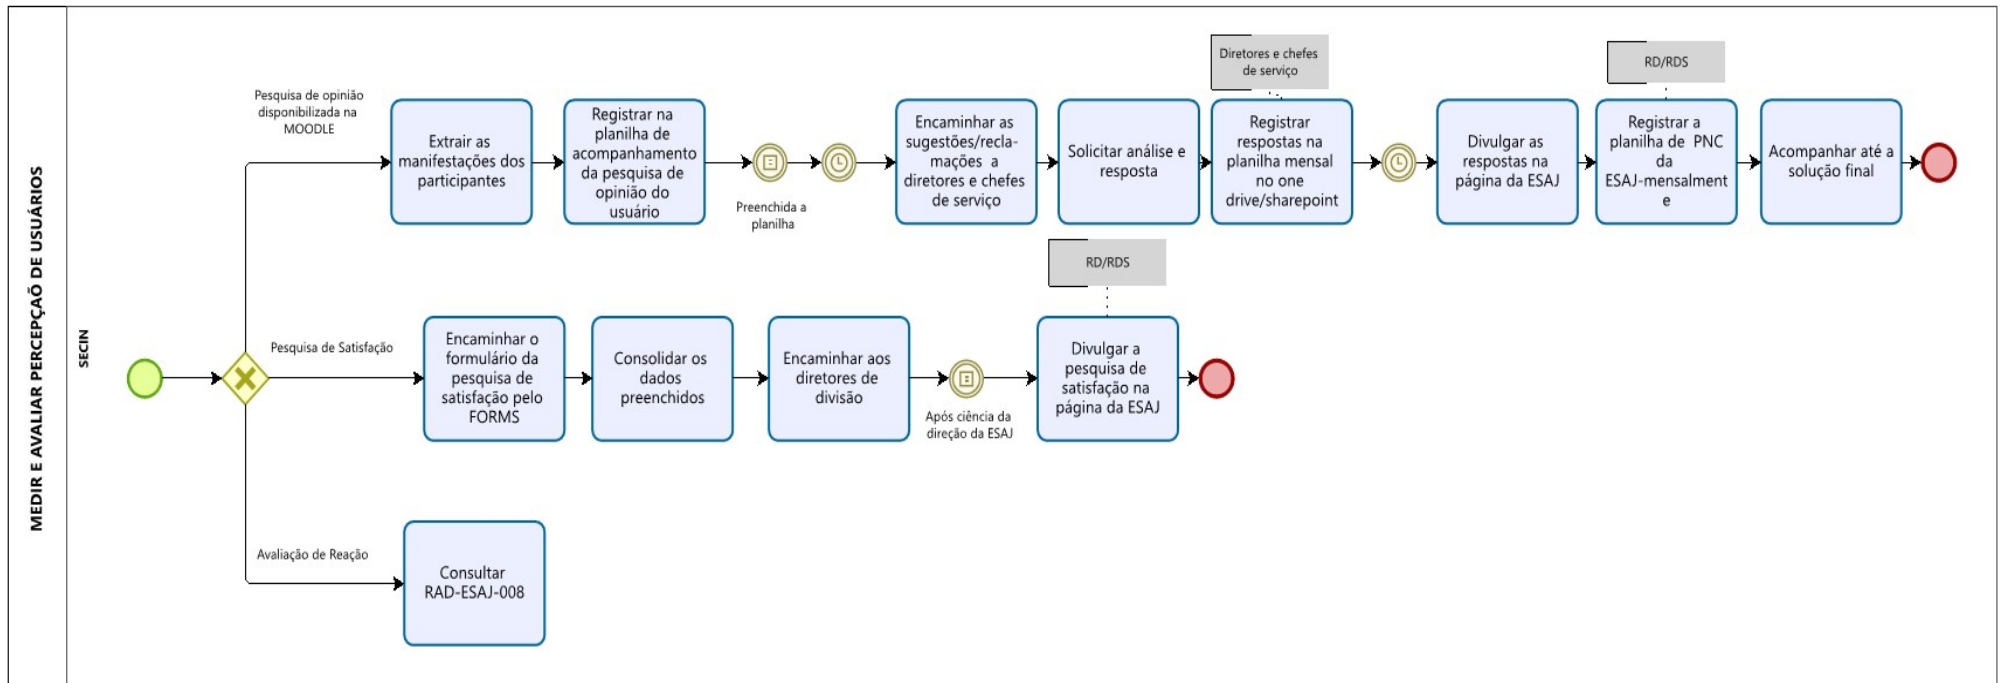 MEDIR E AVALIAR PERCEPÇAÕ DE USUÁRIOS
SECIN
Pesquisa de opinião
disponibilizada na
MOODLE
Extrair as
manifestações dos
participantes
Registrar na
planilha de
acompanhamento
da pesquisa de
opinião do
usuário
Preenchida a
planilha
Encaminhar as
sugestões/recla-
mações a
diretores e chefes
de serviço
Solicitar análise e
resposta
Diretores e chefes
de serviço
Registrar
respostas na
planilha mensal
no one
drive/sharepoint
Divulgar as
respostas na
página da ESAJ
RD/RDS
Registrar a
planilha de PNC
da
ESAJ-mensalment
e
Acompanhar até a
solução final
Pesquisa de Satisfação
Encaminhar o
formulário da
pesquisa de
satisfação pelo
FORMS
Consolidar os
dados
preenchidos
Encaminhar aos
diretores de
divisão
Após ciência da
direção da ESAJ
RD/RDS
Divulgar a
pesquisa de
satisfação na
página da ESAJ
Avaliação de Reação
Consultar
RAD-ESAJ-008